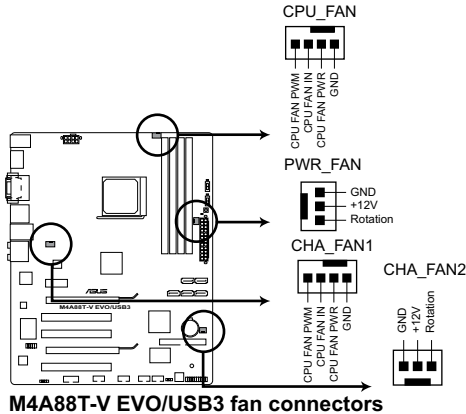 CPU_FAN
CPU FAN PWM
CPU FAN IN
CPU FAN PWR
GND
PWR_FAN
GND
+12V
Rotation
CHA_FAN1
CPU FAN PWM
CPU FAN IN
CPU FAN PWR
GND
CHA_FAN2
GND
+12V
Rotation
ASUS
M4A88T-V EVO/USB3
M4A88T-V EVO/USB3 fan connectors